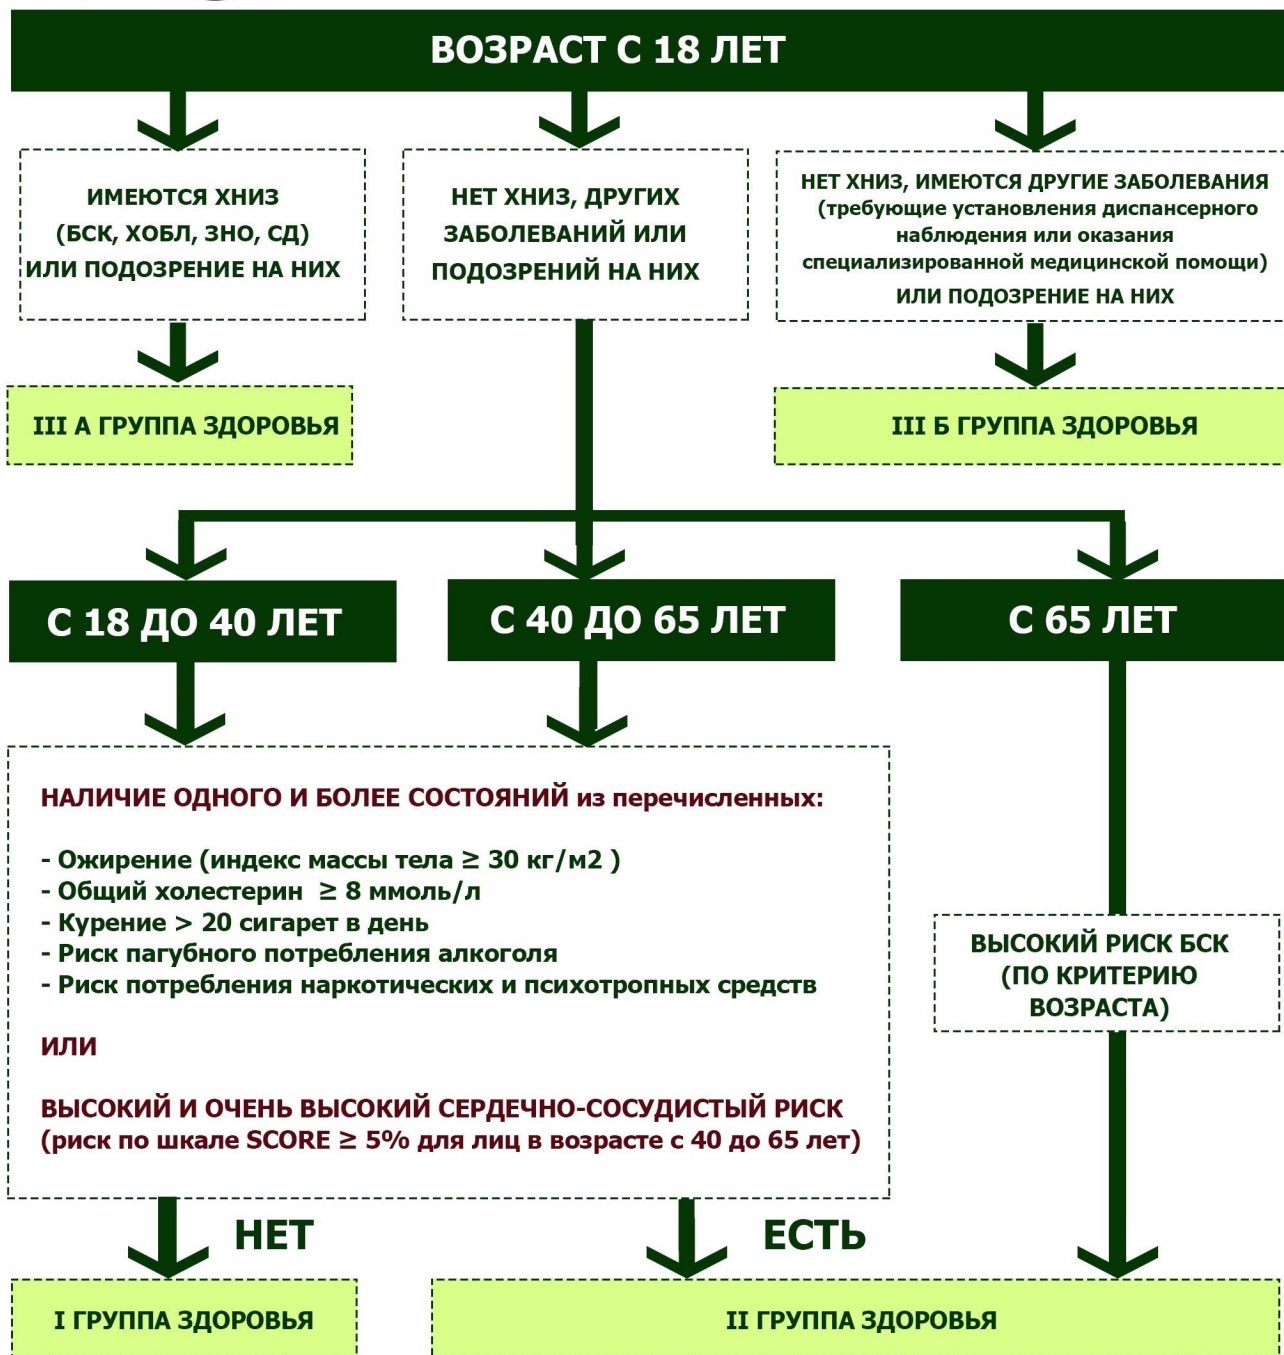 ВОЗРАСТ С 18 ЛЕТ
ИМЕЮТСЯ ХНИЗ
(БСК, ХОБЛ, ЗНО, СД)
ИЛИ ПОДОЗРЕНИЕ НА НИХ
НЕТ ХНИЗ, ДРУГИХ
ЗАБОЛЕВАНИЙ ИЛИ
ПОДОЗРЕНИЙ НА НИХ
НЕТ ХНИЗ, ИМЕЮТСЯ ДРУГИЕ ЗАБОЛЕВАНИЯ
(требующие установления диспансерного
наблюдения или оказания
специализированной медицинской помощи)
ИЛИ ПОДОЗРЕНИЕ НА НИХ
III А ГРУППА ЗДОРОВЬЯ
III Б ГРУППА ЗДОРОВЬЯ
С 18 ДО 40 ЛЕТ
С 40 ДО 65 ЛЕТ
С 65 ЛЕТ
НАЛИЧИЕ ОДНОГО И БОЛЕЕ СОСТОЯНИЙ из перечисленных:
- Ожирение (индекс массы тела ≥ 30 кг/м2 )
- Общий холестерин ≥ 8 ммоль/л
- Курение > 20 сигарет в день
- Риск пагубного потребления алкоголя
- Риск потребления наркотических и психотропных средств
ИЛИ
ВЫСОКИЙ И ОЧЕНЬ ВЫСОКИЙ СЕРДЕЧНО-СОСУДИСТЫЙ РИСК
(риск по шкале SCORE ≥ 5% для лиц в возрасте с 40 до 65 лет)
ВЫСОКИЙ РИСК БСК
(ПО КРИТЕРИЮ
ВОЗРАСТА)
НЕТ
ЕСТЬ
I ГРУППА ЗДОРОВЬЯ
II ГРУППА ЗДОРОВЬЯ